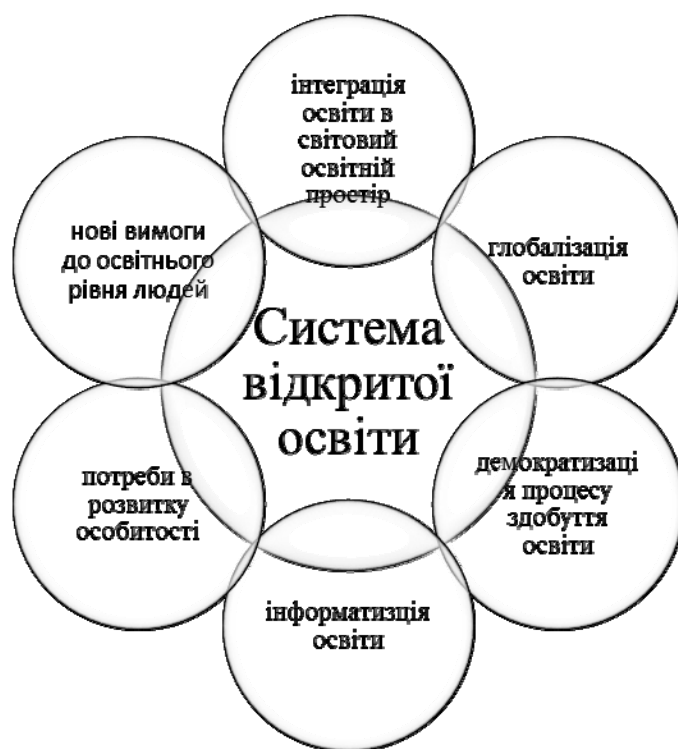 інтеграція
освіти в
світовий
освітній
простір
глобалізація
освіти
демократизаці
я процесу
здобуття
освіти
інформатизція
освіти
потреби в
розвитку
особитості
нові вимоги
до освітнього
рівня людей
Система
відкритої
освіти